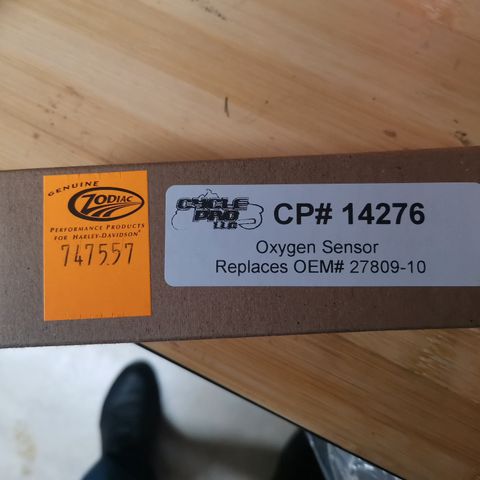 GENUINE
ZODIAC
PERFORMANCE PRODUCTS
FOR HARLEY-DAVIDSON®
747557
CYCLE
PRO
LLC
CP# 14276
Oxygen Sensor
Replaces OEM# 27809-10